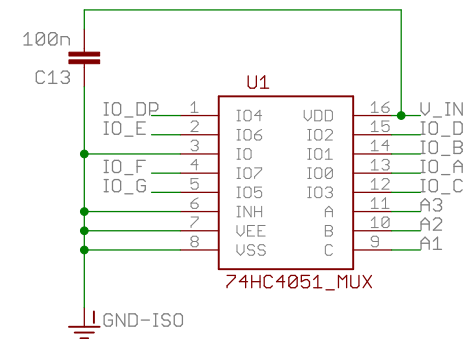 100n
C13
U1
IO_DP 1 IO4 VDD 16 V_IN
IO_E 2 IO6 IO2 15 IO_D
3 IO IO1 14 IO_B
IO_F 4 IO7 IO0 13 IO_A
IO_G 5 IO5 IO3 12 IO_C
6 INH A 11 A3
7 VEE B 10 A2
8 VSS C 9 A1
74HC4051_MUX
GND-ISO